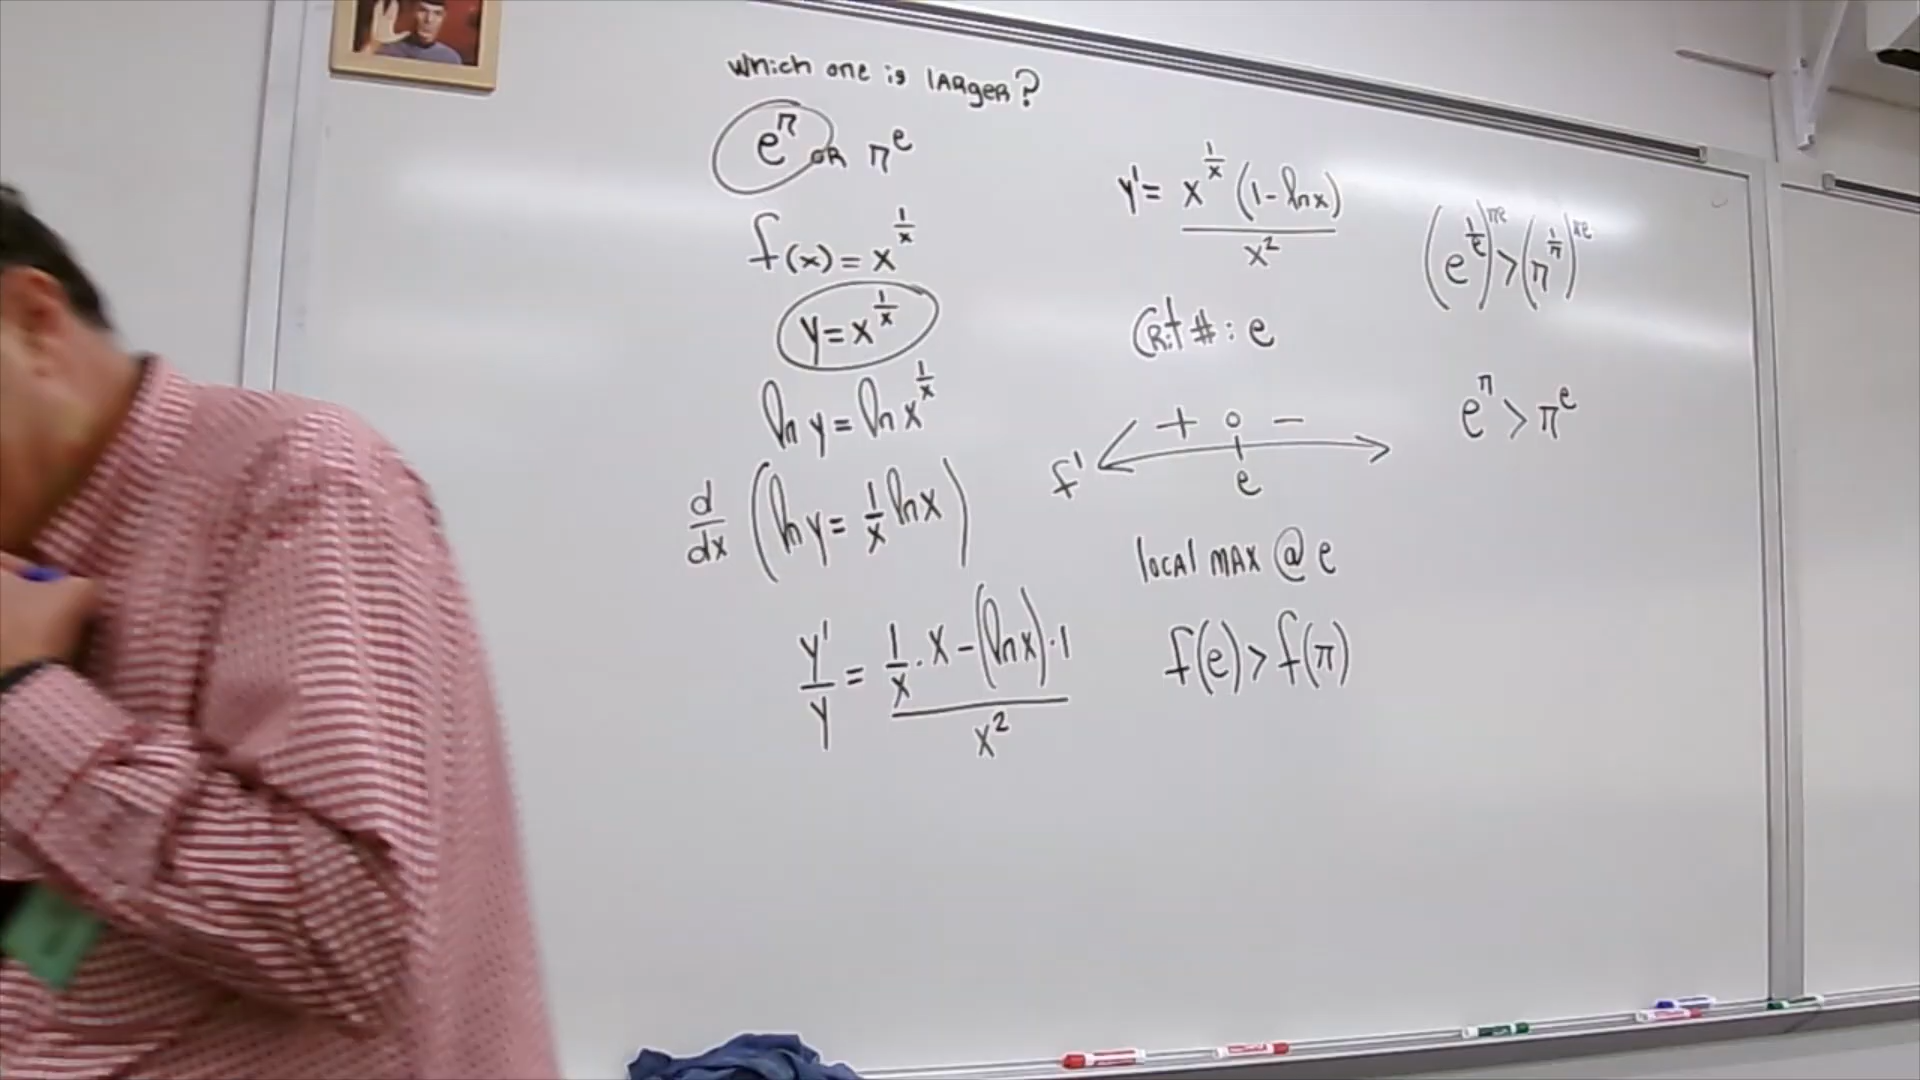 Which one is larger?
e^π OR π^e
f(x) = x^(1/x)
y = x^(1/x)
ln y = ln x^(1/x)
d/dx (ln y = 1/x ln x)
y'/y = (1/x · x - (ln x) · 1)/x²
y' = x^(1/x) (1 - ln x)/x²
Crit #: e
f' + 0 -
e
local max @ e
f(e) > f(π)
(e^(1/e))^(πe) > (π^(1/π))^(πe)
e^π > π^e